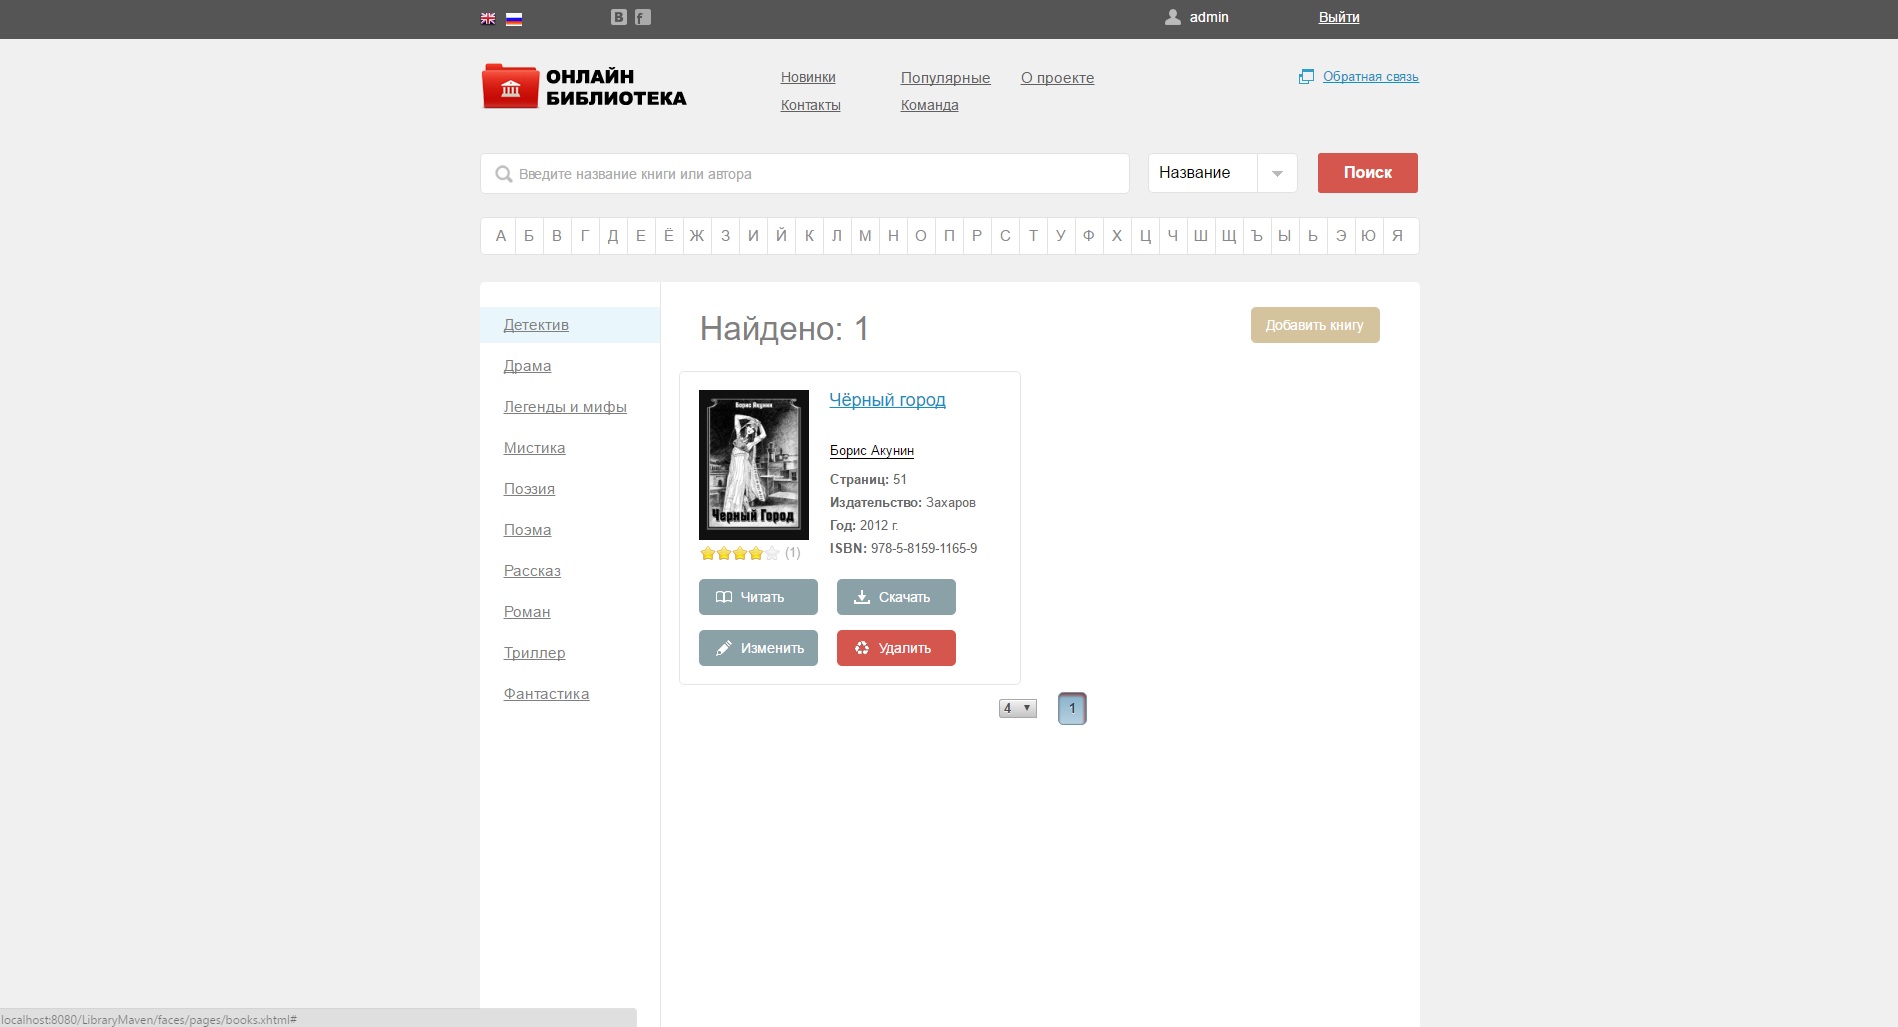 B f admin Выйти
ОНЛАЙН
БИБЛИОТЕКА
Новинки Популярные О проекте Обратная связь
Контакты Команда
Введите название книги или автора Название Поиск
А Б В Г Д Е Ё Ж З И Й К Л М Н О П Р С Т У Ф Х Ц Ч Ш Щ Ъ Ы Ь Э Ю Я
Детектив
Драма
Легенды и мифы
Мистика
Поэзия
Поэма
Рассказ
Роман
Триллер
Фантастика
Найдено: 1 Добавить книгу
Борис Акунин
Черный Город
(1)
Чёрный город
Борис Акунин
Страниц: 51
Издательство: Захаров
Год: 2012 г.
ISBN: 978-5-8159-1165-9
Читать Скачать
Изменить Удалить
4 1
localhost:8080/LibraryMaven/faces/pages/books.xhtml#